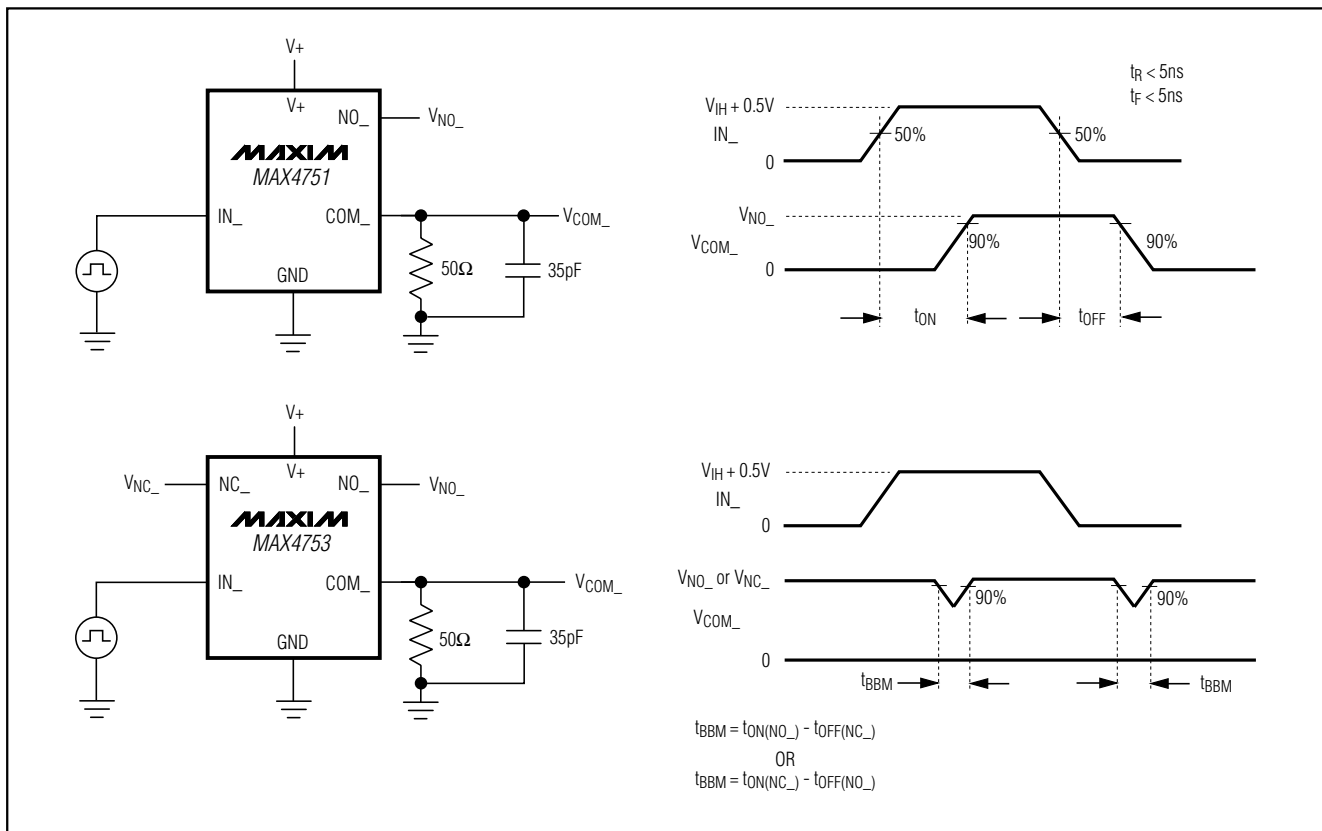 V+
V+
NO_
V_NO_
MAXIM
MAX4751
IN_
COM_
V_COM_
50Ω
35pF
GND
t_R < 5ns
t_F < 5ns
V_IH + 0.5V
IN_
50%
50%
0
V_NO_
V_COM_
90%
90%
0
t_ON
t_OFF
V+
V_NC_
NC_
V+
NO_
V_NO_
MAXIM
MAX4753
IN_
COM_
V_COM_
50Ω
35pF
GND
V_IH + 0.5V
IN_
0
V_NO_ or V_NC_
90%
90%
V_COM_
0
t_BBM
t_BBM
t_BBM = t_ON(NO_) - t_OFF(NC_)
OR
t_BBM = t_ON(NC_) - t_OFF(NO_)